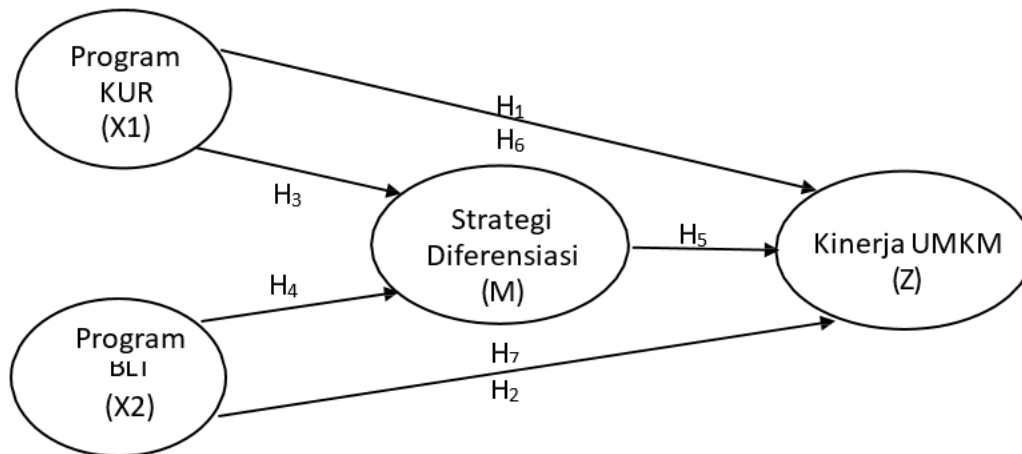 Program
KUR
(X1)
H₁
H₆
H₃
Strategi
Diferensiasi
(M)
H₅
Kinerja UMKM
(Z)
H₄
Program
BLT
(X2)
H₇
H₂